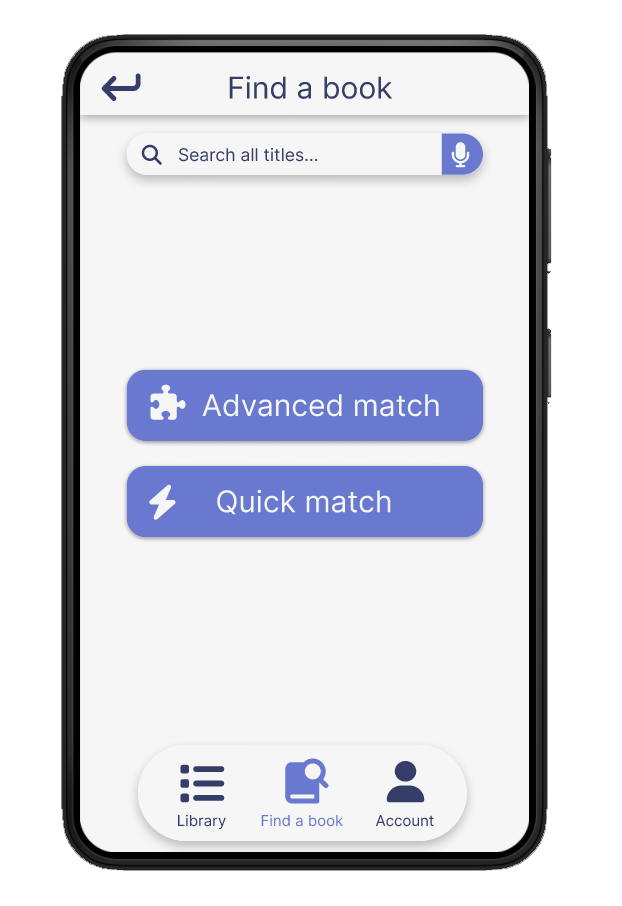 Find a book
Search all titles...
Advanced match
Quick match
Library
Find a book
Account